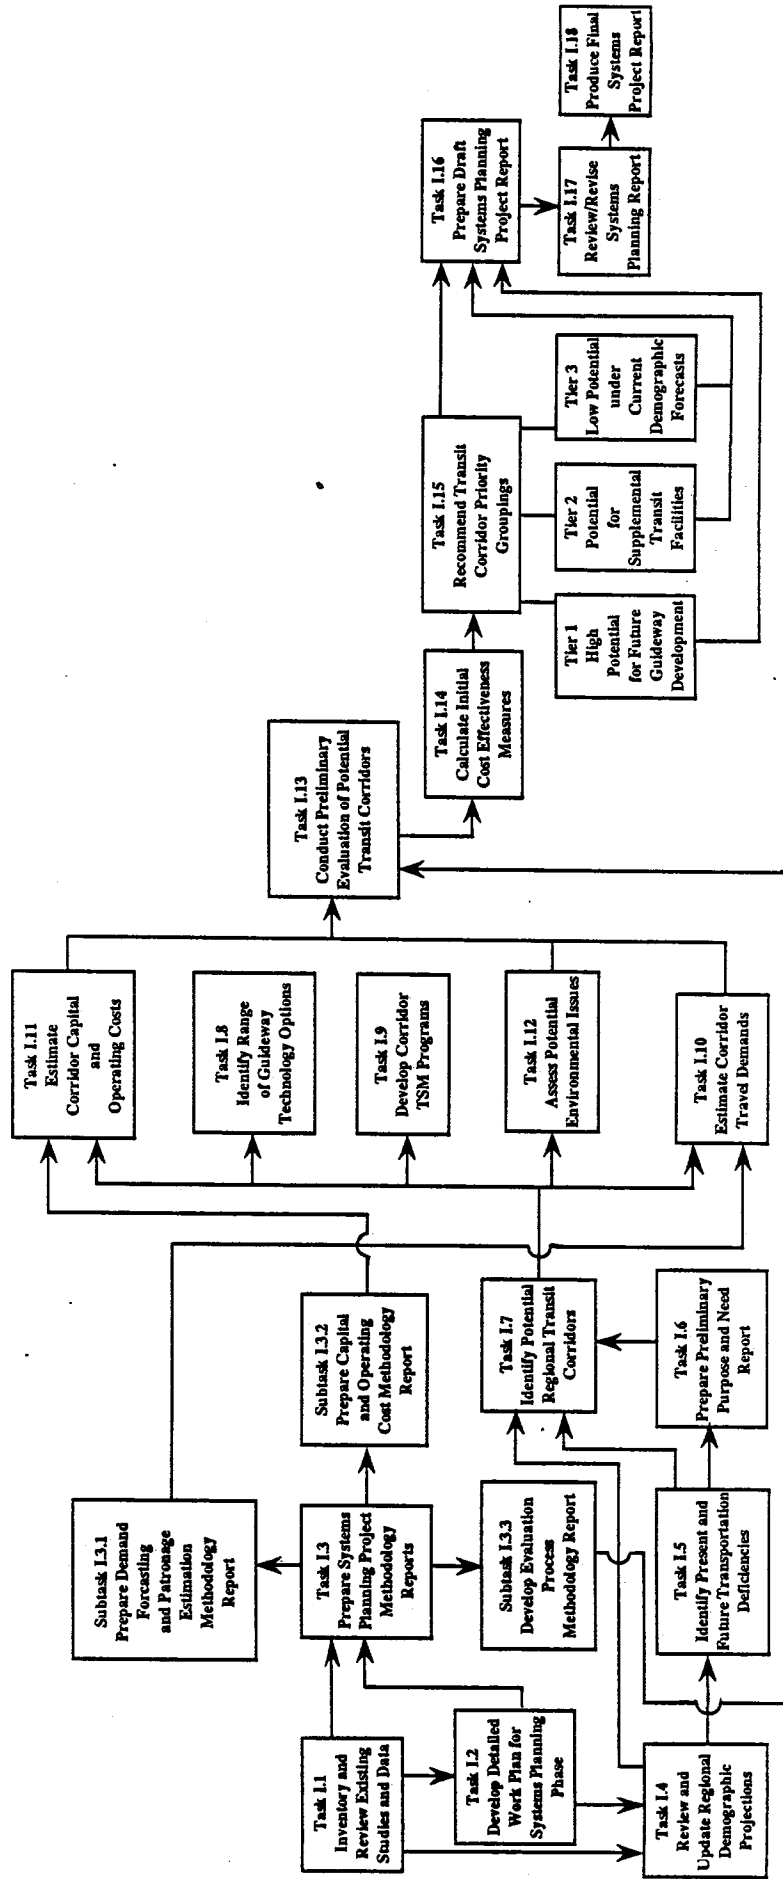 Task I.1
Inventory and
Review Existing
Studies and Data
Task I.2
Develop Detailed
Work Plan for
Systems Planning
Phase
Task I.4
Review and
Update Regional
Demographic
Projections
Subtask I.3.1
Prepare Demand
Forcasting
and Patronage
Estimation
Methodology
Report
Task I.3
Prepare Systems
Planning Project
Methodology
Reports
Subtask I.3.3
Develop Evaluation
Process
Methodology Report
Task I.5
Identify Present and
Future Transportation
Deficiencies
Subtask I.3.2
Prepare Capital
and Operating
Cost Methodology
Report
Task I.7
Identify Potential
Regional Transit
Corridors
Task I.6
Prepare Preliminary
Purpose and Need
Report
Task I.11
Estimate
Corridor Capital
and
Operating Costs
Task I.8
Identify Range
of Guideway
Technology Options
Task I.9
Develop Corridor
TSM Programs
Task I.12
Assess Potential
Environmental Issues
Task I.10
Estimate Corridor
Travel Demands
Task I.13
Conduct Preliminary
Evaluation of Potential
Transit Corridors
Task I.14
Calculate Initial
Cost Effectiveness
Measures
Task I.15
Recommend Transit
Corridor Priority
Groupings
Tier 1
High
Potential
for Future
Guideway
Development
Tier 2
Potential
for
Supplemental
Transit
Facilities
Tier 3
Low Potential
under
Current
Demographic
Forecasts
Task I.16
Prepare Draft
Systems Planning
Project Report
Task I.17
Review/Revise
Systems
Planning Report
Task I.18
Produce Final
Systems
Project Report